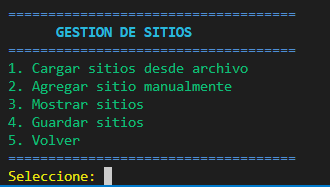 ====================================
GESTION DE SITIOS
====================================
1. Cargar sitios desde archivo
2. Agregar sitio manualmente
3. Mostrar sitios
4. Guardar sitios
5. Volver
====================================
Seleccione: